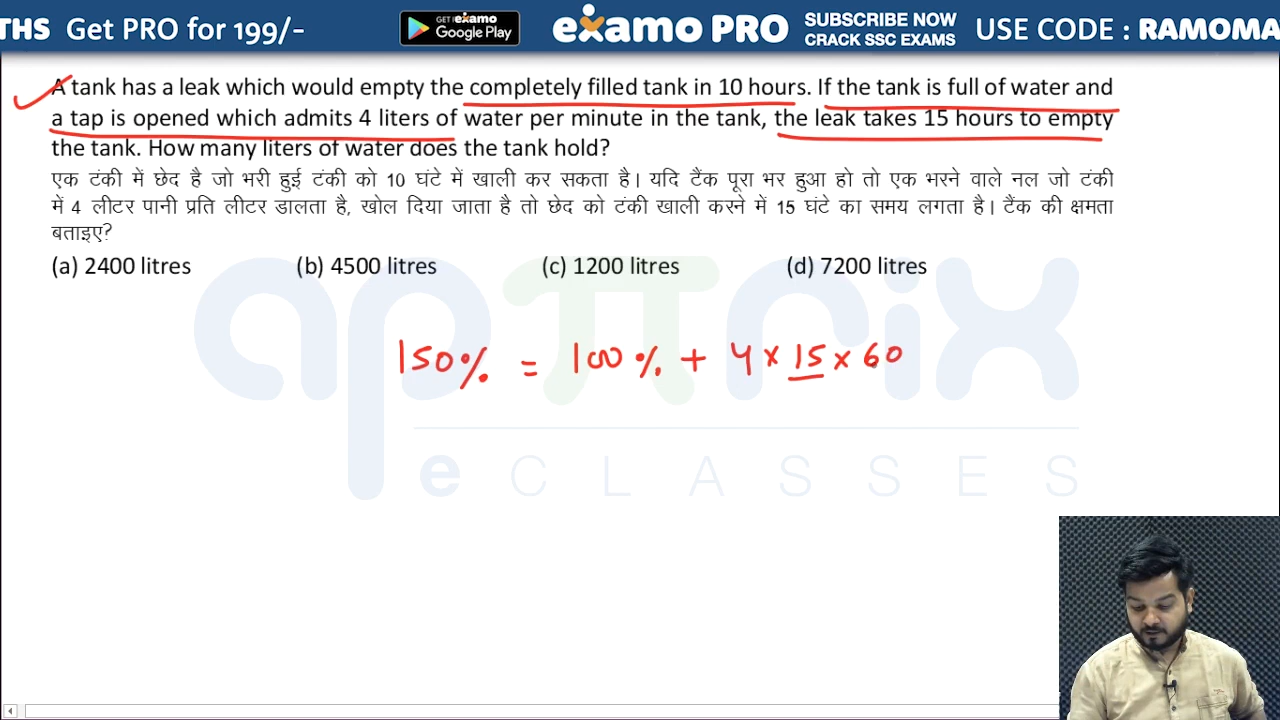 THS Get PRO for 199/- GET IT examo Google Play examo PRO SUBSCRIBE NOW CRACK SSC EXAMS USE CODE : RAMOMA
A tank has a leak which would empty the completely filled tank in 10 hours. If the tank is full of water and
a tap is opened which admits 4 liters of water per minute in the tank, the leak takes 15 hours to empty
the tank. How many liters of water does the tank hold?
एक टंकी में छेद है जो भरी हुई टंकी को 10 घंटे में खाली कर सकता है। यदि टैंक पूरा भर हुआ हो तो एक भरने वाले नल जो टंकी
में 4 लीटर पानी प्रति लीटर डालता है, खोल दिया जाता है तो छेद को टंकी खाली करने में 15 घंटे का समय लगता है। टैंक की क्षमता
बताइए?
(a) 2400 litres (b) 4500 litres (c) 1200 litres (d) 7200 litres
150% = 100% + 4 × 15 × 60
apttrix
e CLASSES